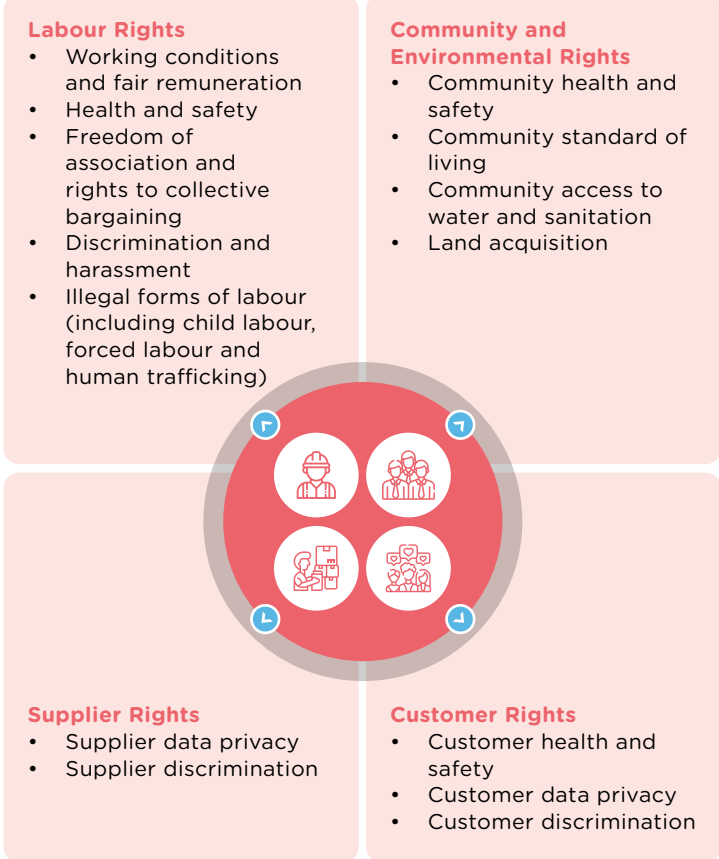 Labour Rights
• Working conditions
and fair remuneration
• Health and safety
• Freedom of
association and
rights to collective
bargaining
• Discrimination and
harassment
• Illegal forms of labour
(including child labour,
forced labour and
human trafficking)
Community and
Environmental Rights
• Community health and
safety
• Community standard of
living
• Community access to
water and sanitation
• Land acquisition
Supplier Rights
• Supplier data privacy
• Supplier discrimination
Customer Rights
• Customer health and
safety
• Customer data privacy
• Customer discrimination